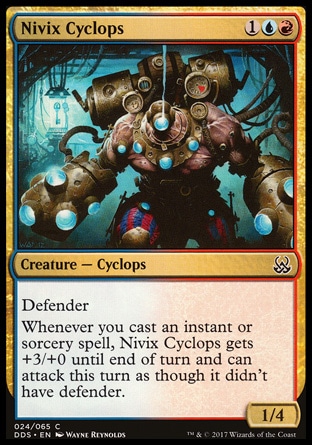 Nivix Cyclops 1
Creature — Cyclops
Defender
Whenever you cast an instant or
sorcery spell, Nivix Cyclops gets
+3/+0 until end of turn and can
attack this turn as though it didn't
have defender.
1/4
024/065 C
DDS • EN Wayne Reynolds
™ & © 2017 Wizards of the Coast